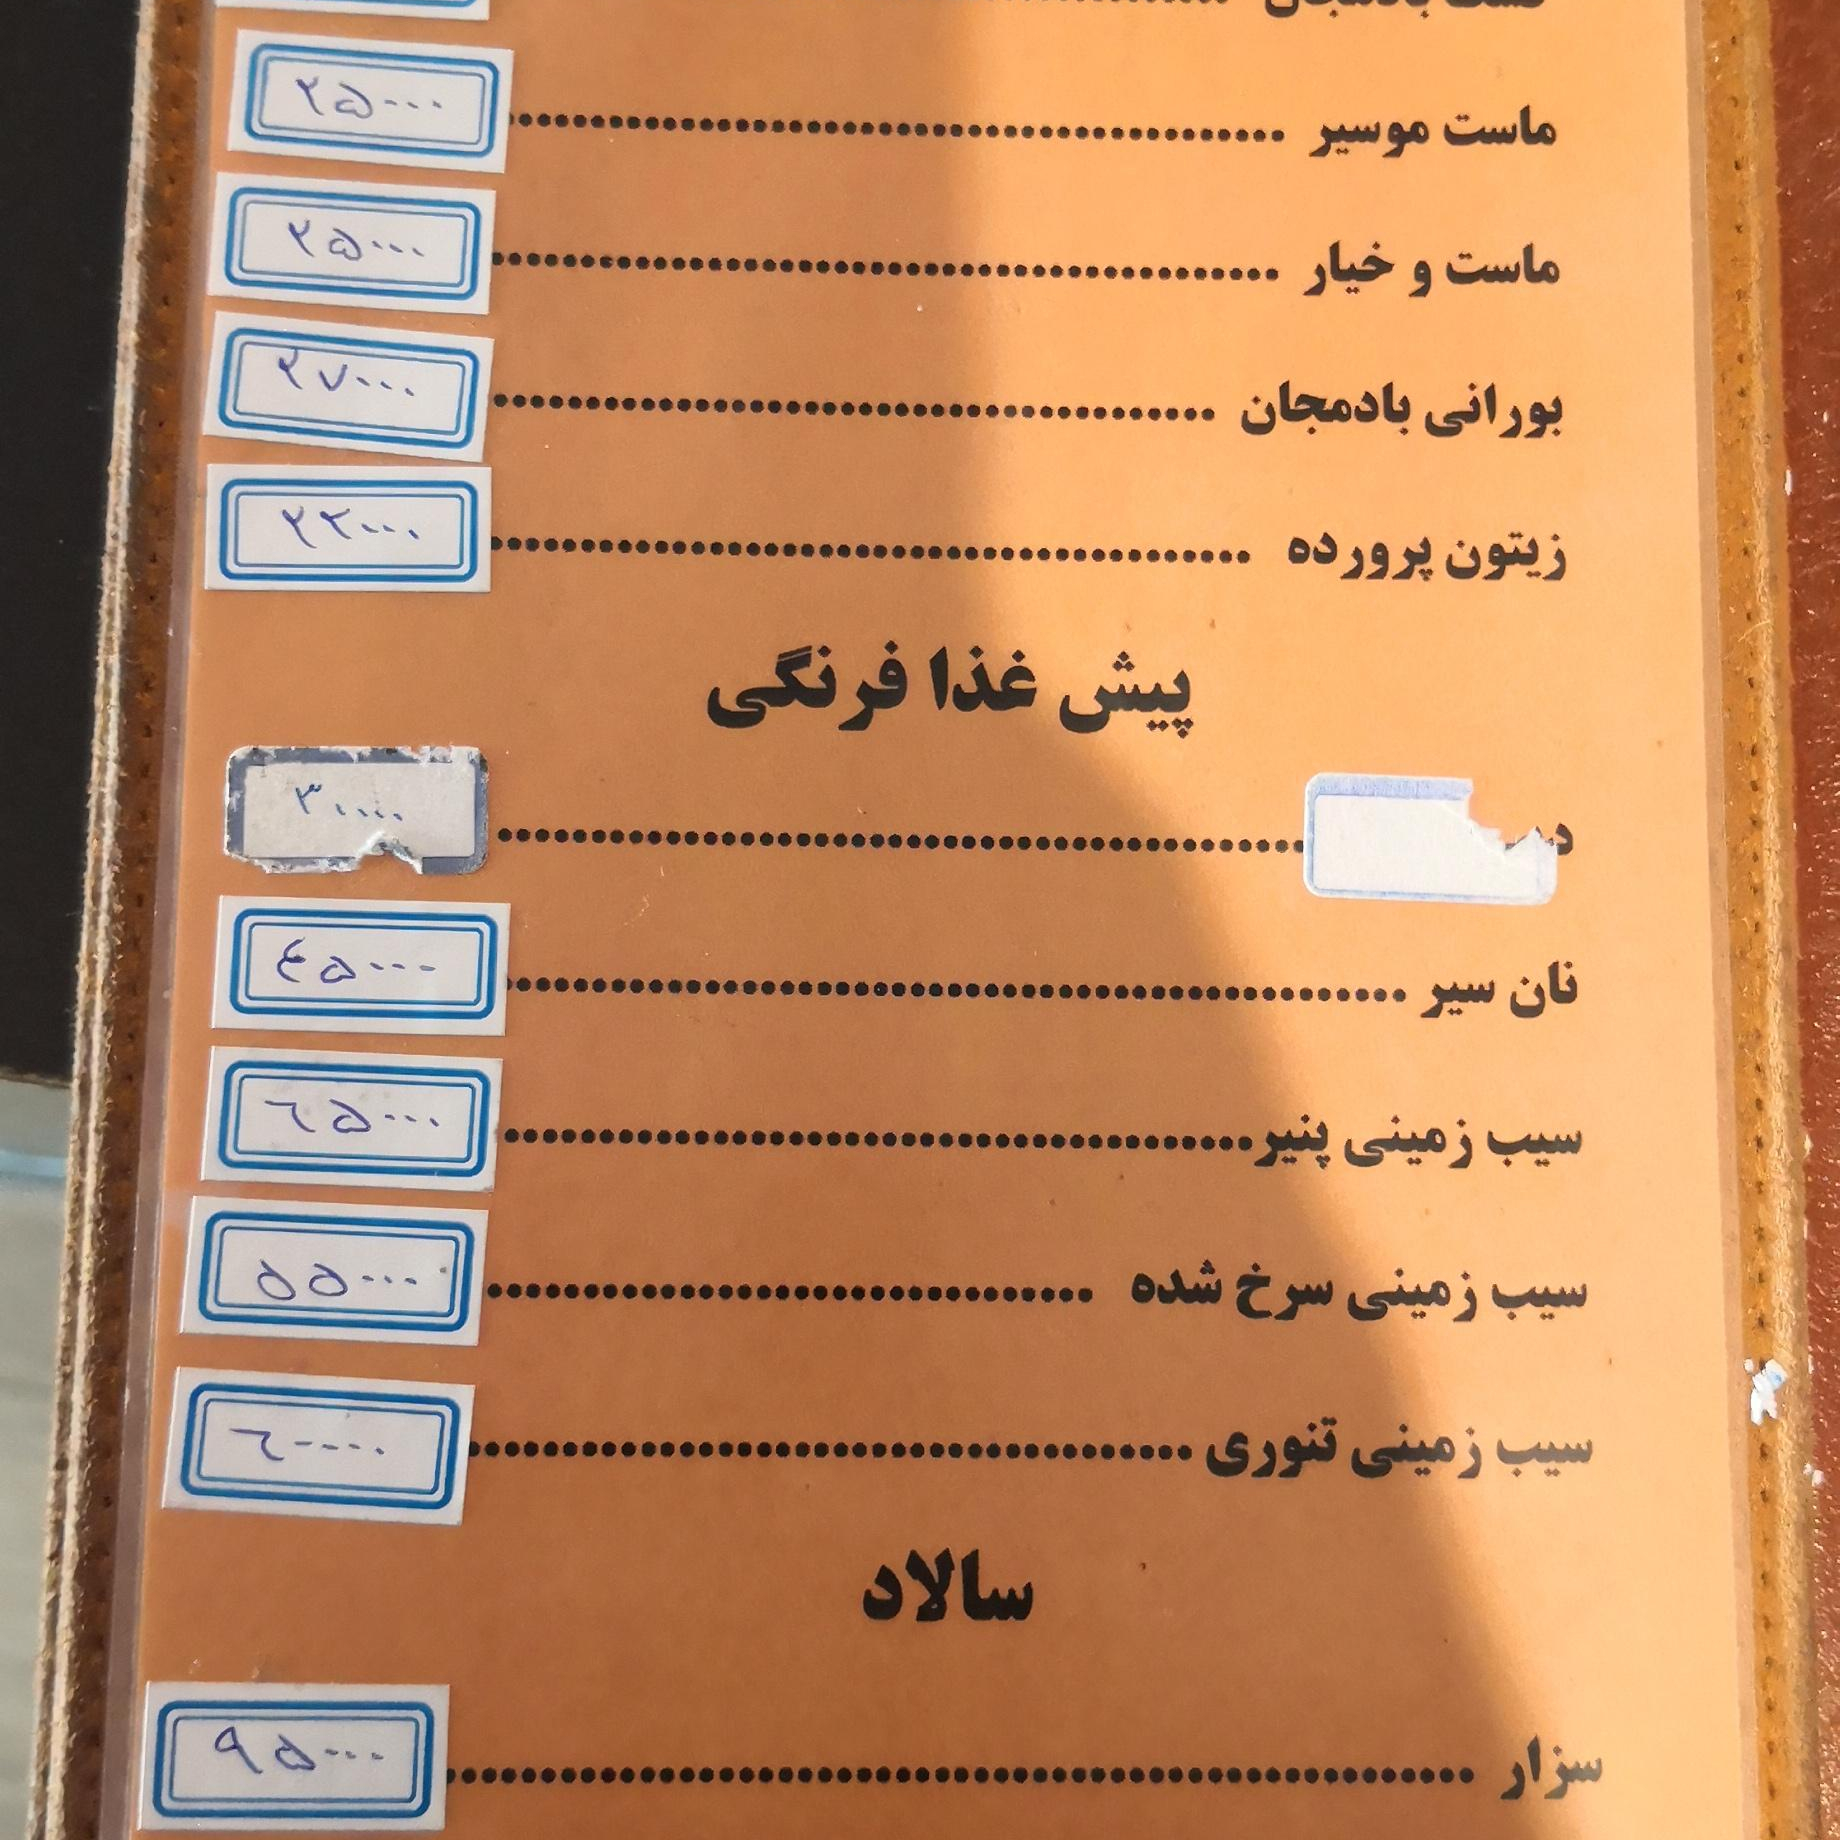 ماست موسیر ........................................ ۲۵۰۰۰
ماست و خیار ........................................ ۲۵۰۰۰
بورانی بادمجان ........................................ ۲۷۰۰۰
زیتون پرورده ........................................ ۲۲۰۰۰
پیش غذا فرنگی
........................................ ۳۰۰۰۰
نان سیر ........................................ ۴۵۰۰۰
سیب زمینی پنیر ........................................ ۶۵۰۰۰
سیب زمینی سرخ شده ........................................ ۵۵۰۰۰
سیب زمینی تنوری ........................................ ۶۰۰۰۰
سالاد
سزار ........................................ ۹۵۰۰۰